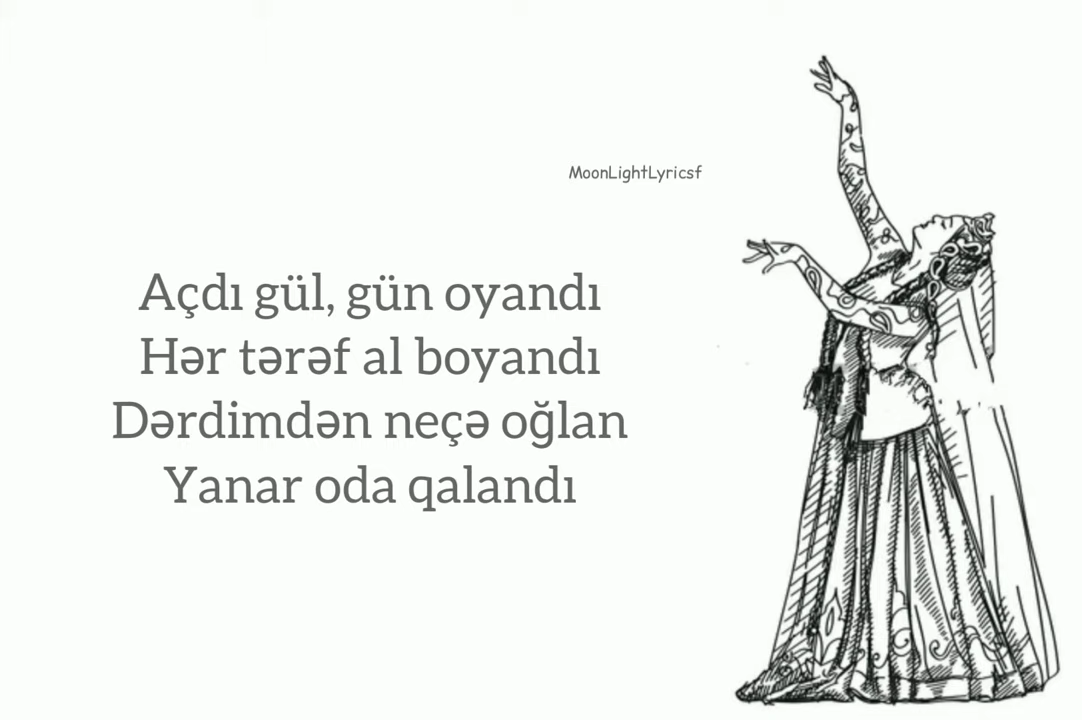 MoonLightLyricsf
Açdı gül, gün oyandı
Hər tərəf al boyandı
Dərdimdən neçə oğlan
Yanar oda qalandı